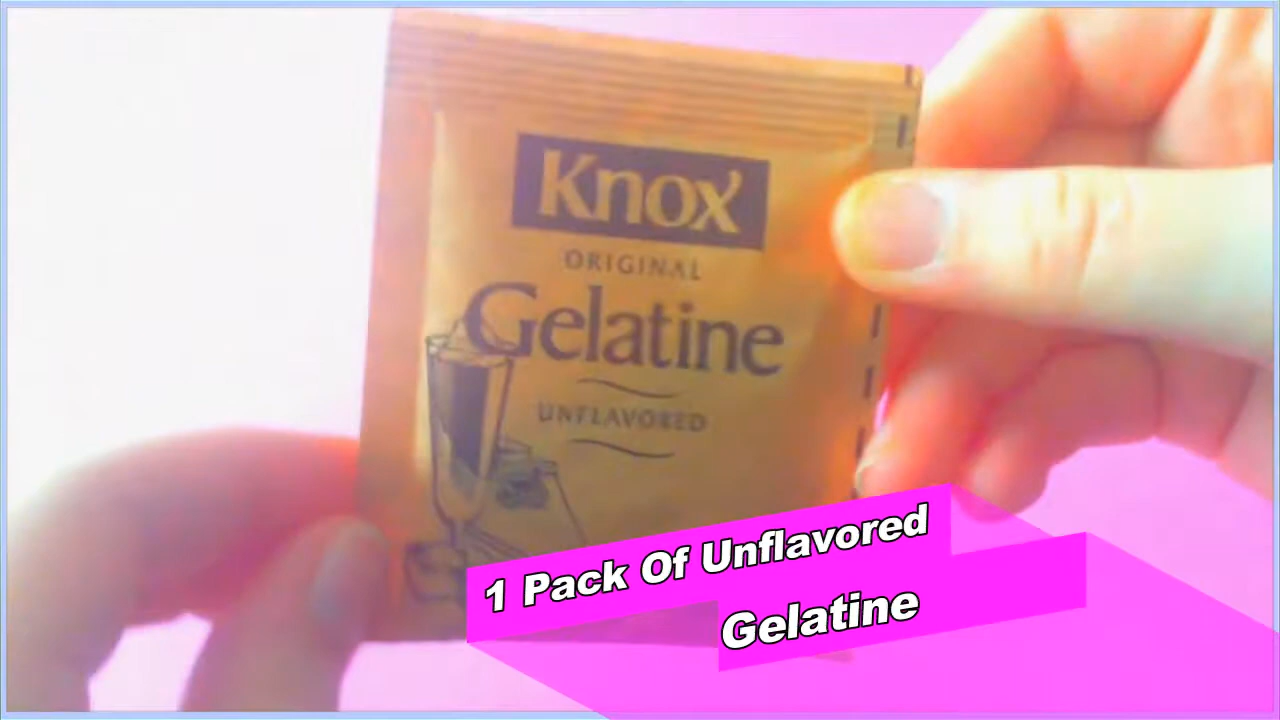 Knox
ORIGINAL
Gelatine
UNFLAVORED
1 Pack Of Unflavored
Gelatine